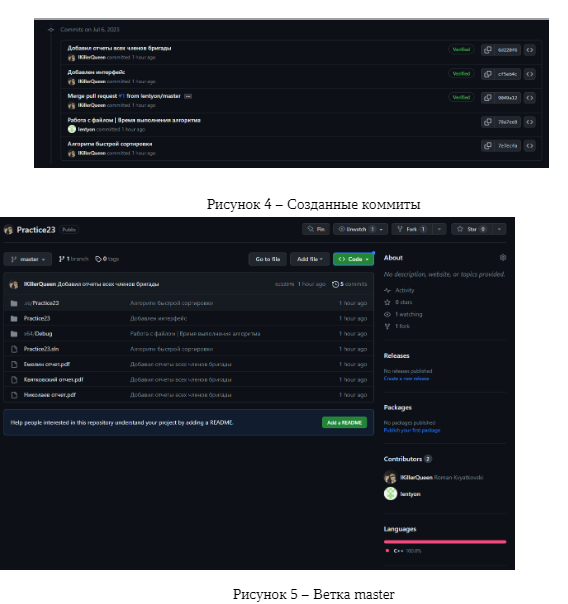 Commits on Jul 6, 2023
Добавил отчеты всех членов бригады
IKillerQueen committed 1 hour ago
Verified
Добавлен интерфейс
IKillerQueen committed 1 hour ago
Verified
Merge pull request #1 from lentyon/master
IKillerQueen committed 1 hour ago
Verified
Работа с файлом | Время выполнения алгоритма
lentyon committed 1 hour ago
Алгоритм быстрой сортировки
IKillerQueen committed 1 hour ago
Рисунок 4 – Созданные коммиты
Practice23 Public
Pin Unwatch 1 Fork 1 Star 0
master 1 branch 0 tags
Go to file Add file Code
IKillerQueen Добавил отчеты всех членов бригады
1 hour ago 5 commits
Practice23 Алгоритм быстрой сортировки 1 hour ago
Practice23 Добавлен интерфейс 1 hour ago
x64/Debug Работа с файлом | Время выполнения алгоритма 1 hour ago
Practice23.sln Алгоритм быстрой сортировки 1 hour ago
отчет.pdf Добавил отчеты всех членов бригады 1 hour ago
Квятковский отчет.pdf Добавил отчеты всех членов бригады 1 hour ago
Николаев отчет.pdf Добавил отчеты всех членов бригады 1 hour ago
Help people interested in this repository understand your project by adding a README.
Add a README
About
No description, website, or topics provided.
Activity
0 stars
1 watching
1 fork
Releases
No releases published
Create a new release
Packages
No packages published
Publish your first package
Contributors 2
IKillerQueen Roman Kvyatkovski
lentyon
Languages
C++ 100.0%
Рисунок 5 – Ветка master